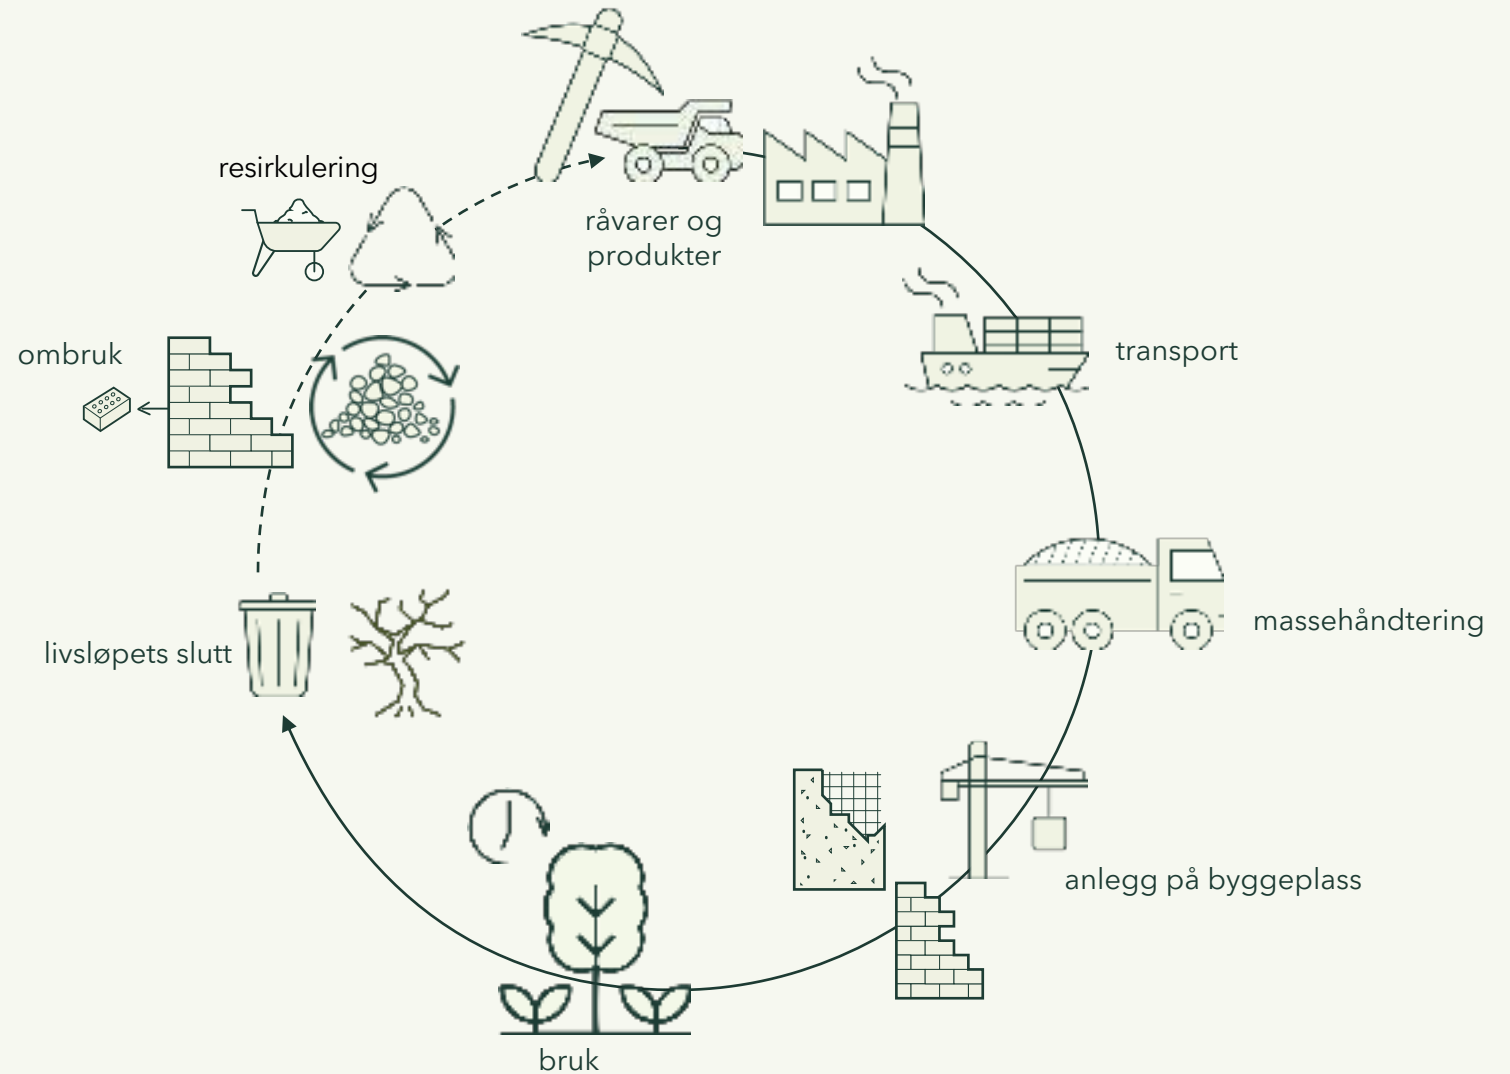 resirkulering
råvarer og
produkter
ombruk
transport
massehåndtering
livsløpets slutt
anlegg på byggeplass
bruk